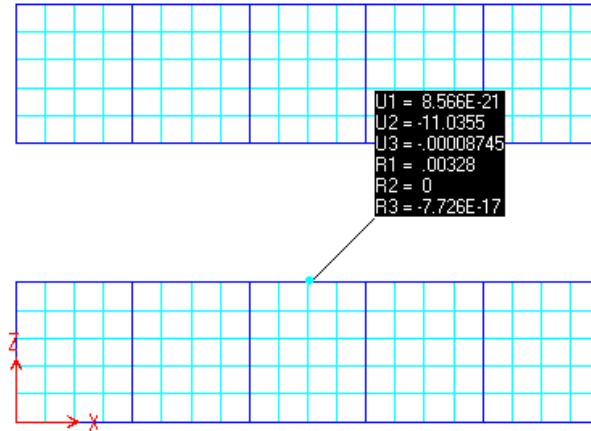 U1 = 8.566E-21
U2 = -11.0355
U3 = -.00008745
R1 = .00328
R2 = 0
R3 = -7.726E-17
Z
X